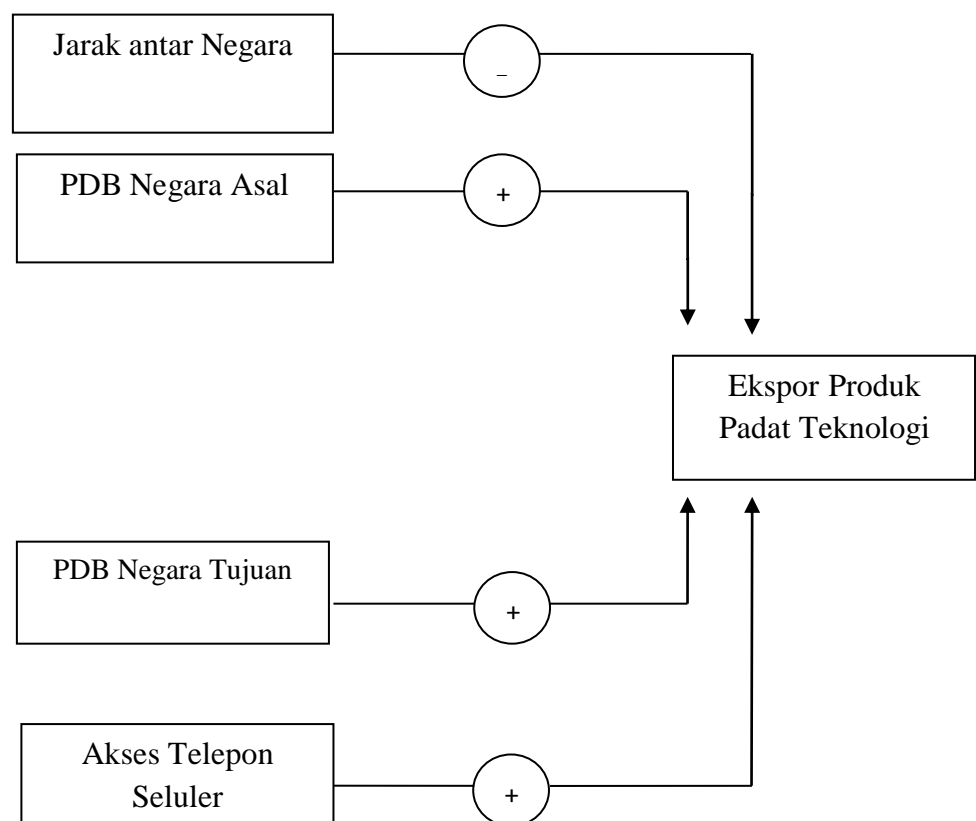 Jarak antar Negara
–
PDB Negara Asal
+
Ekspor Produk
Padat Teknologi
PDB Negara Tujuan
+
Akses Telepon
Seluler
+